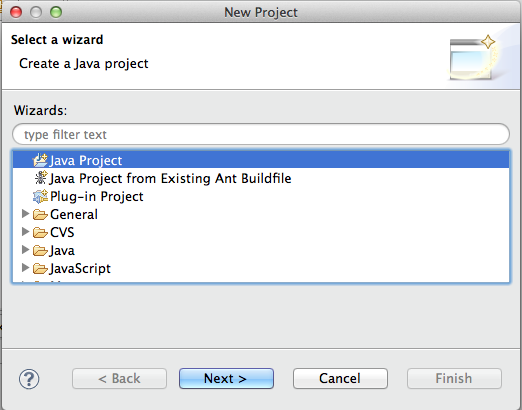 New Project
Select a wizard
Create a Java project
Wizards:
type filter text
Java Project
Java Project from Existing Ant Buildfile
Plug-in Project
General
CVS
Java
JavaScript
?
< Back
Next >
Cancel
Finish